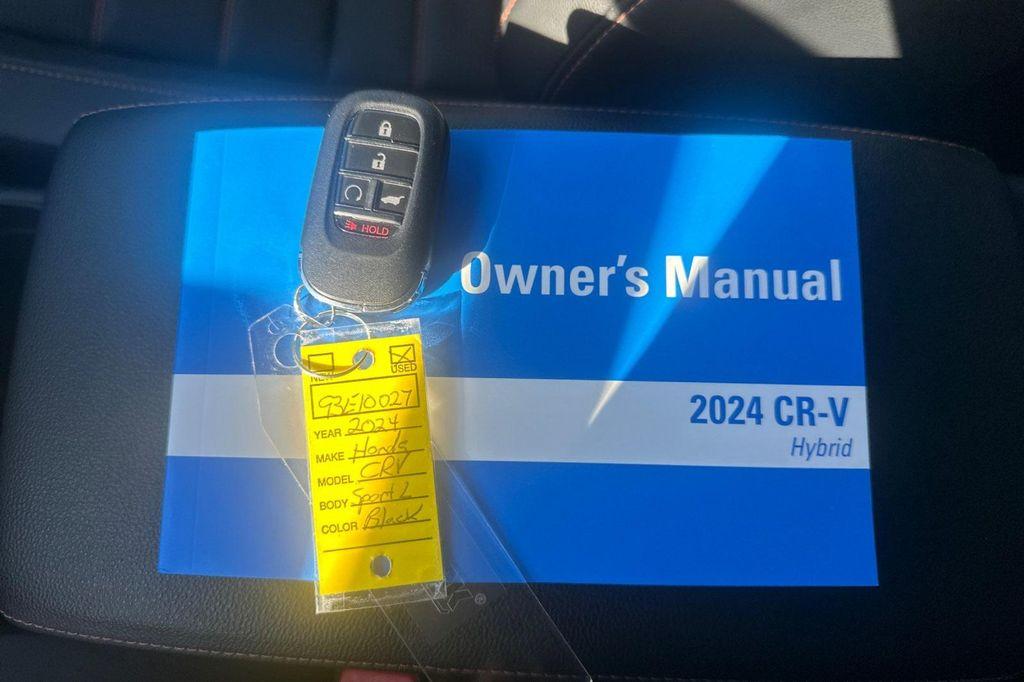 HOLD
Owner's Manual
2024 CR-V
Hybrid
NEW
USED
93E10027
YEAR 2024
MAKE Honda
MODEL CRV
BODY Sport L
COLOR Black